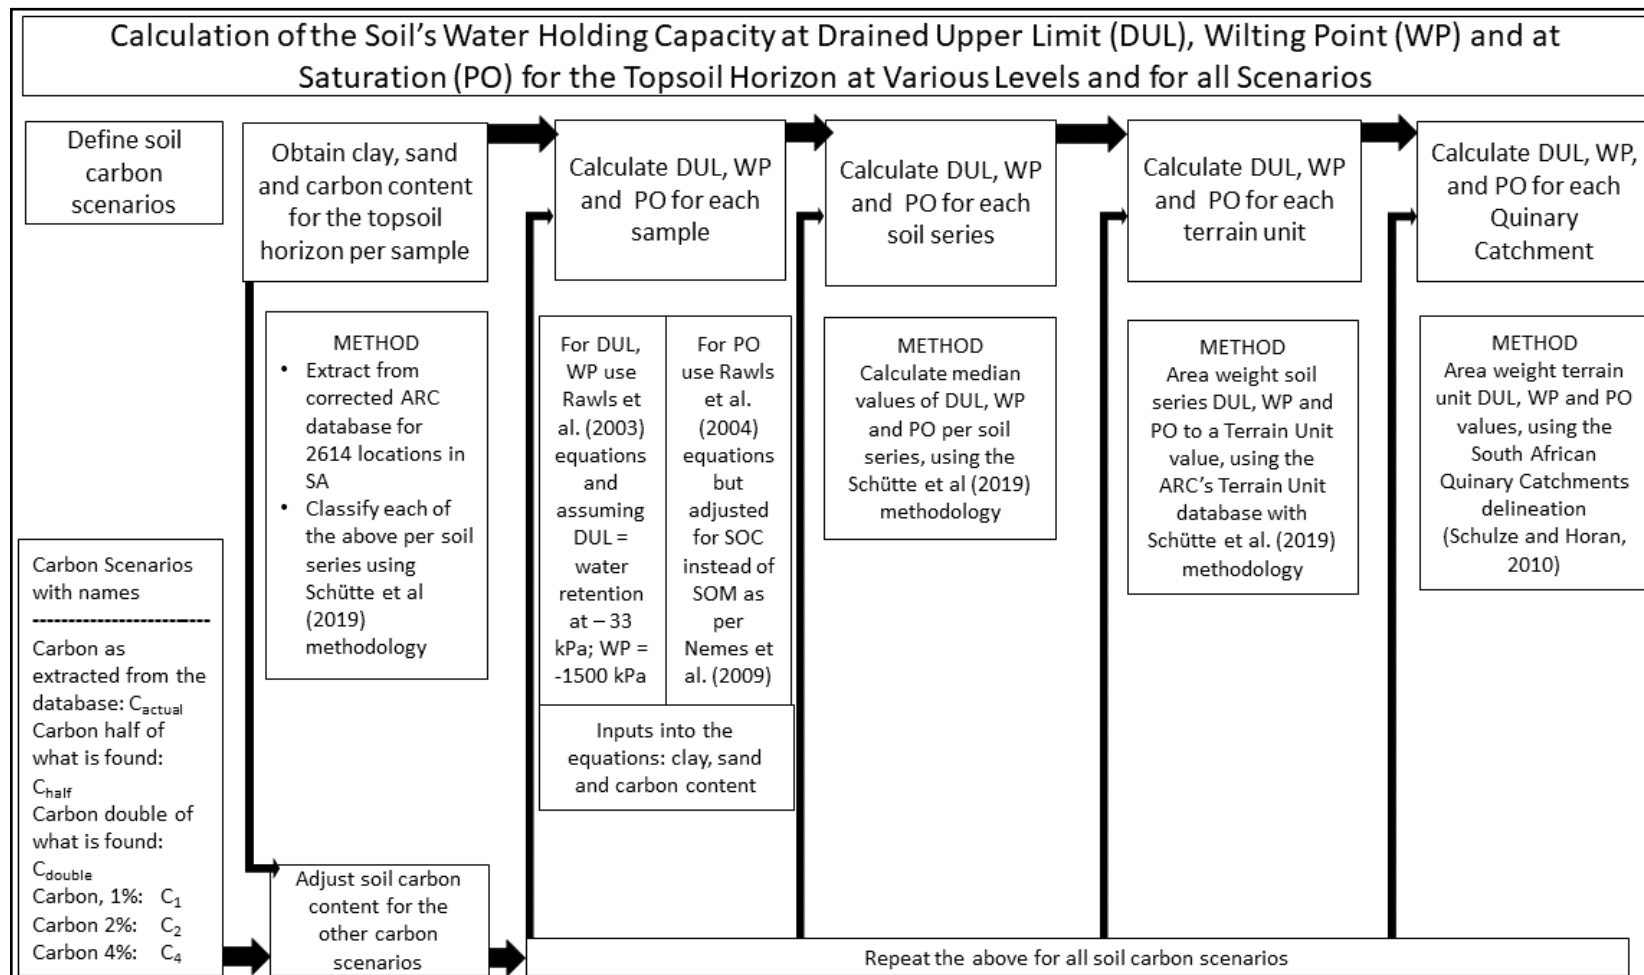 Calculation of the Soil's Water Holding Capacity at Drained Upper Limit (DUL), Wilting Point (WP) and at
Saturation (PO) for the Topsoil Horizon at Various Levels and for all Scenarios
Define soil
carbon
scenarios
Obtain clay, sand
and carbon content
for the topsoil
horizon per sample
Calculate DUL, WP
and PO for each
sample
Calculate DUL, WP
and PO for each
soil series
Calculate DUL, WP
and PO for each
terrain unit
Calculate DUL, WP,
and PO for each
Quinary
Catchment
METHOD
• Extract from
corrected ARC
database for
2614 locations in
SA
• Classify each of
the above per soil
series using
Schütte et al
(2019)
methodology
For DUL,
WP use
Rawls et
al. (2003)
equations
and
assuming
DUL =
water
retention
at – 33
kPa; WP =
-1500 kPa
For PO
use Rawls
et al.
(2004)
equations
but
adjusted
for SOC
instead of
SOM as
per
Nemes et
al. (2009)
Inputs into the
equations: clay, sand
and carbon content
METHOD
Calculate median
values of DUL, WP
and PO per soil
series, using the
Schütte et al (2019)
methodology
METHOD
Area weight soil
series DUL, WP and
PO to a Terrain Unit
value, using the
ARC's Terrain Unit
database with
Schütte et al. (2019)
methodology
METHOD
Area weight terrain
unit DUL, WP and PO
values, using the
South African
Quinary Catchments
delineation
(Schulze and Horan,
2010)
Carbon Scenarios
with names
--------------------------
Carbon as
extracted from the
database: Cactual
Carbon half of
what is found:
Chalf
Carbon double of
what is found:
Cdouble
Carbon, 1%: C1
Carbon 2%: C2
Carbon 4%: C4
Adjust soil carbon
content for the
other carbon
scenarios
Repeat the above for all soil carbon scenarios